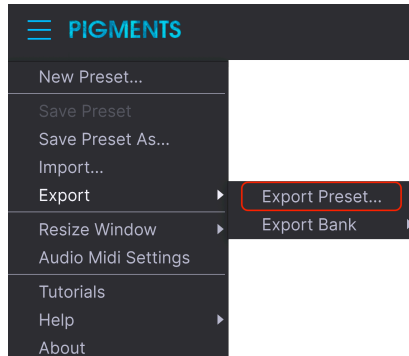 PIGMENTS
New Preset...
Save Preset
Save Preset As...
Import...
Export
Export Preset...
Export Bank
Resize Window
Audio Midi Settings
Tutorials
Help
About